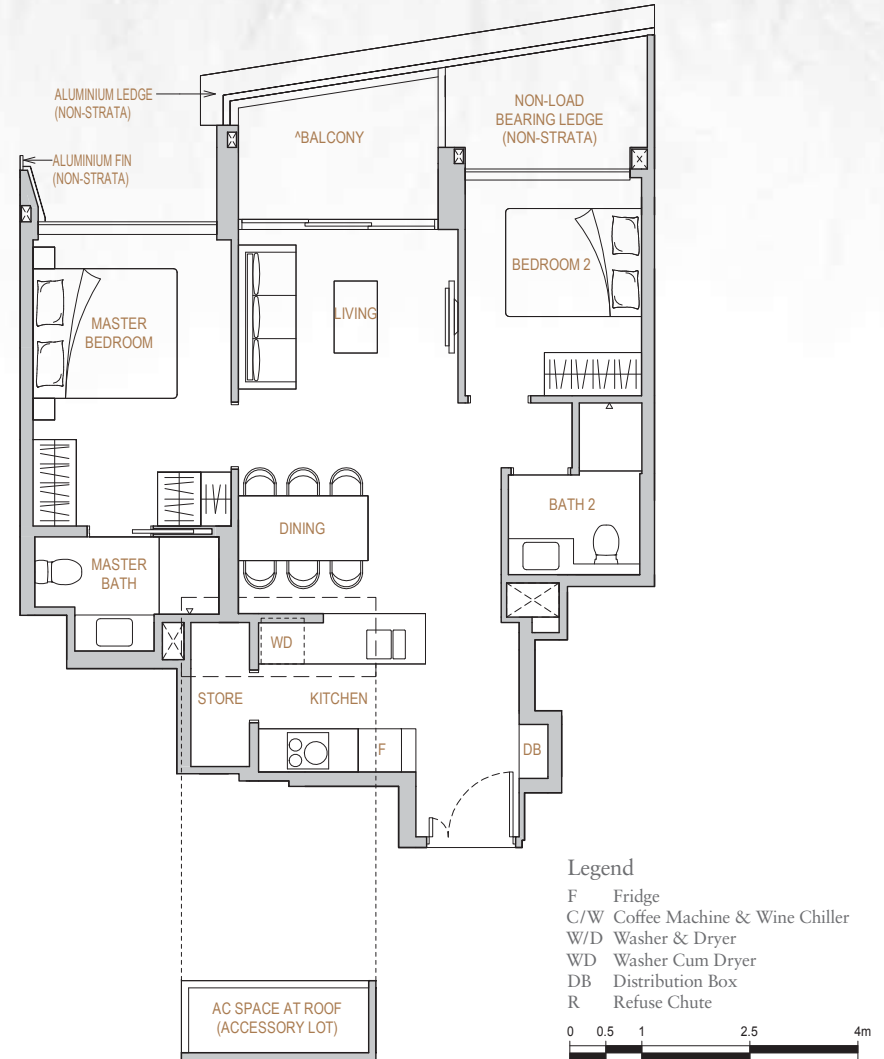 ALUMINIUM LEDGE
(NON-STRATA)
^BALCONY
NON-LOAD
BEARING LEDGE
(NON-STRATA)
ALUMINIUM FIN
(NON-STRATA)
MASTER
BEDROOM
LIVING
BEDROOM 2
DINING
BATH 2
MASTER
BATH
WD
STORE
KITCHEN
F
DB
AC SPACE AT ROOF
(ACCESSORY LOT)
Legend
F Fridge
C/W Coffee Machine & Wine Chiller
W/D Washer & Dryer
WD Washer Cum Dryer
DB Distribution Box
R Refuse Chute
0 0.5 1 2.5 4m